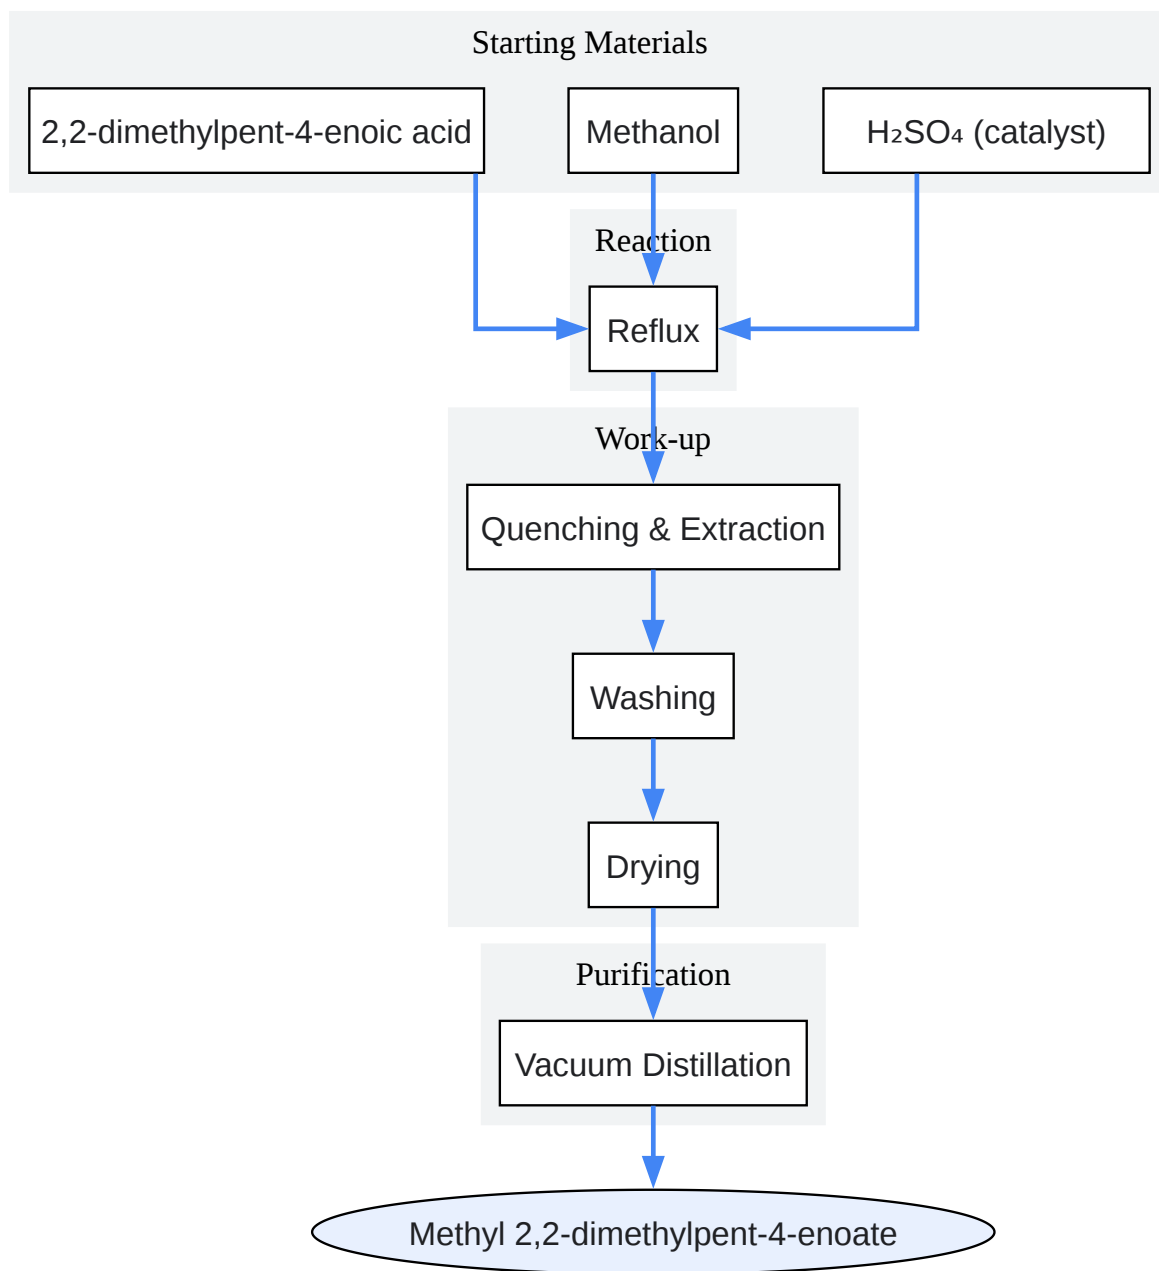 Starting Materials
2,2-dimethylpent-4-enoic acid
Methanol
H₂SO₄ (catalyst)
Reaction
Reflux
Work-up
Quenching & Extraction
Washing
Drying
Purification
Vacuum Distillation
Methyl 2,2-dimethylpent-4-enoate